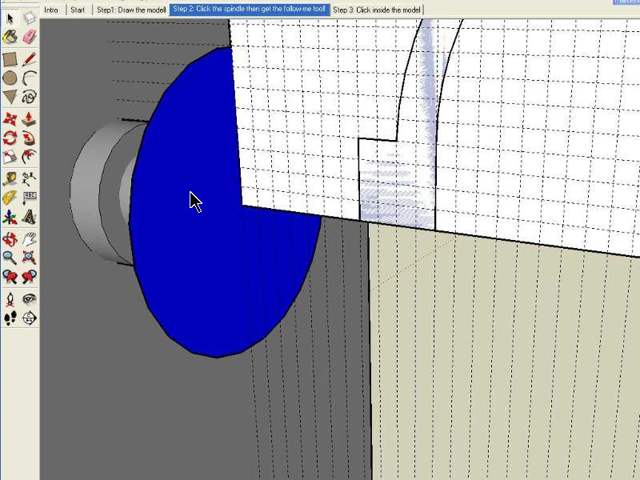 Intro
Start
Step1: Draw the modell
Step 2: Click the spindle then get the follow-me tool!
Step 3: Click inside the model!